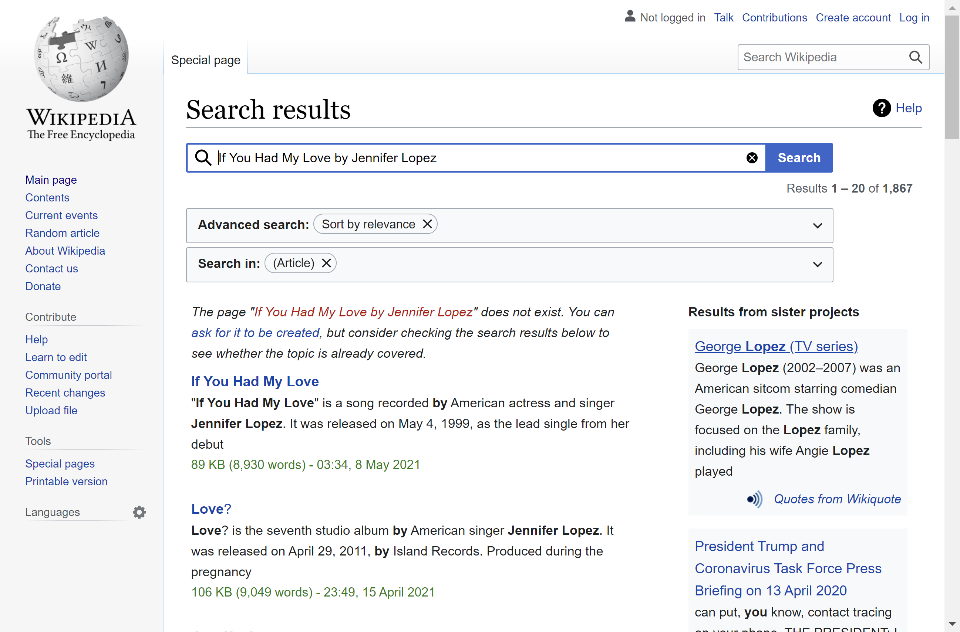 WIKIPEDIA
The Free Encyclopedia
Main page
Contents
Current events
Random article
About Wikipedia
Contact us
Donate
Contribute
Help
Learn to edit
Community portal
Recent changes
Upload file
Tools
Special pages
Printable version
Languages
Not logged in Talk Contributions Create account Log in
Special page
Search Wikipedia
Search results
Help
If You Had My Love by Jennifer Lopez
Search
Results 1 – 20 of 1,867
Advanced search: Sort by relevance
Search in: (Article)
The page "If You Had My Love by Jennifer Lopez" does not exist. You can
ask for it to be created, but consider checking the search results below to
see whether the topic is already covered.
If You Had My Love
"If You Had My Love" is a song recorded by American actress and singer
Jennifer Lopez. It was released on May 4, 1999, as the lead single from her
debut
89 KB (8,930 words) - 03:34, 8 May 2021
Love?
Love? is the seventh studio album by American singer Jennifer Lopez. It
was released on April 29, 2011, by Island Records. Produced during the
pregnancy
106 KB (9,049 words) - 23:49, 15 April 2021
Results from sister projects
George Lopez (TV series)
George Lopez (2002–2007) was an
American sitcom starring comedian
George Lopez. The show is
focused on the Lopez family,
including his wife Angie Lopez
played
Quotes from Wikiquote
President Trump and
Coronavirus Task Force Press
Briefing on 13 April 2020
can put, you know, contact tracing
on your phone. THE PRESIDENT: I